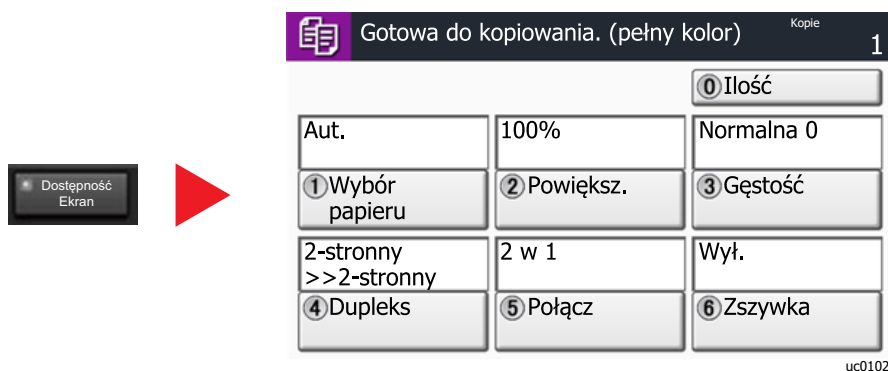 Gotowa do kopiowania. (pełny kolor) Kopie 1
0 Ilość
Aut. 100% Normalna 0
Dostępność
Ekran
1 Wybór
papieru
2 Powiększ.
3 Gęstość
2-stronny
>>2-stronny
2 w 1
Wył.
4 Dupleks
5 Połącz
6 Zszywka
uc0102